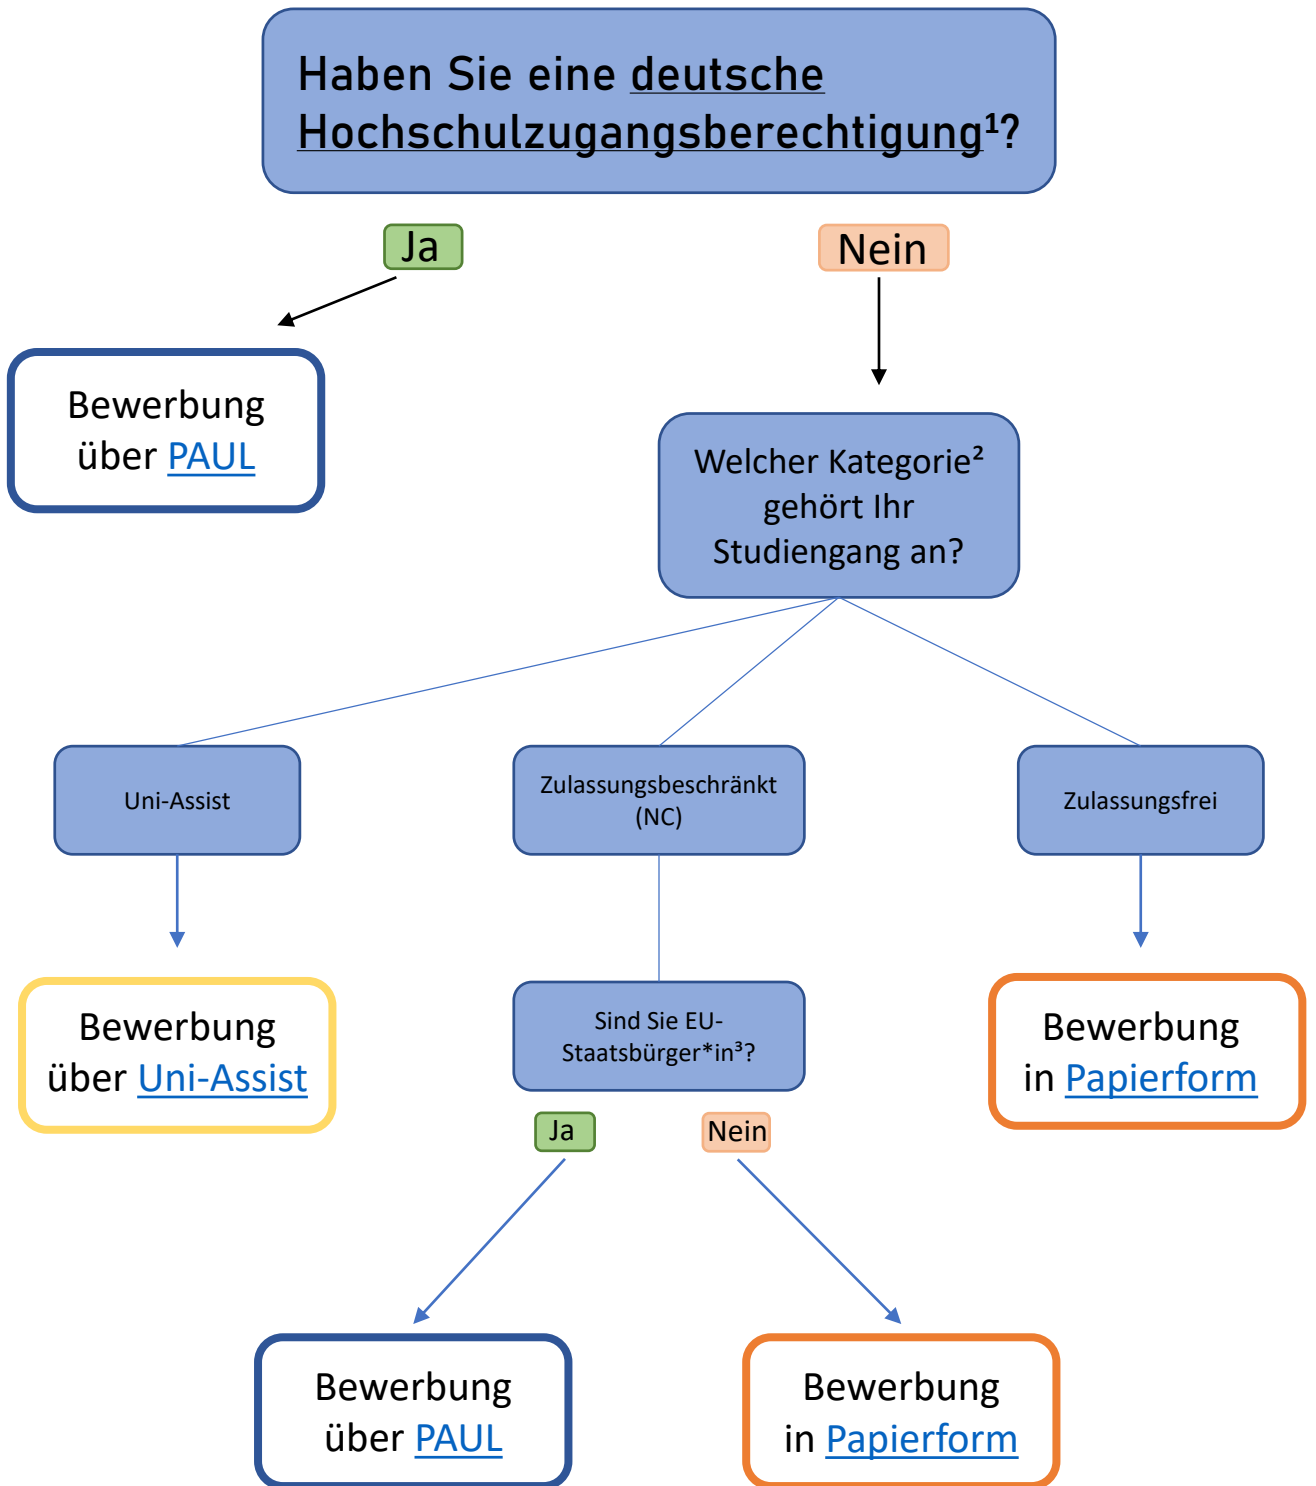 Haben Sie eine deutsche
Hochschulzugangsberechtigung¹?
Ja
Nein
Bewerbung
über PAUL
Welcher Kategorie²
gehört Ihr
Studiengang an?
Uni-Assist
Zulassungsbeschränkt
(NC)
Zulassungsfrei
Bewerbung
über Uni-Assist
Sind Sie EU-
Staatsbürger*in³?
Bewerbung
in Papierform
Ja
Nein
Bewerbung
über PAUL
Bewerbung
in Papierform